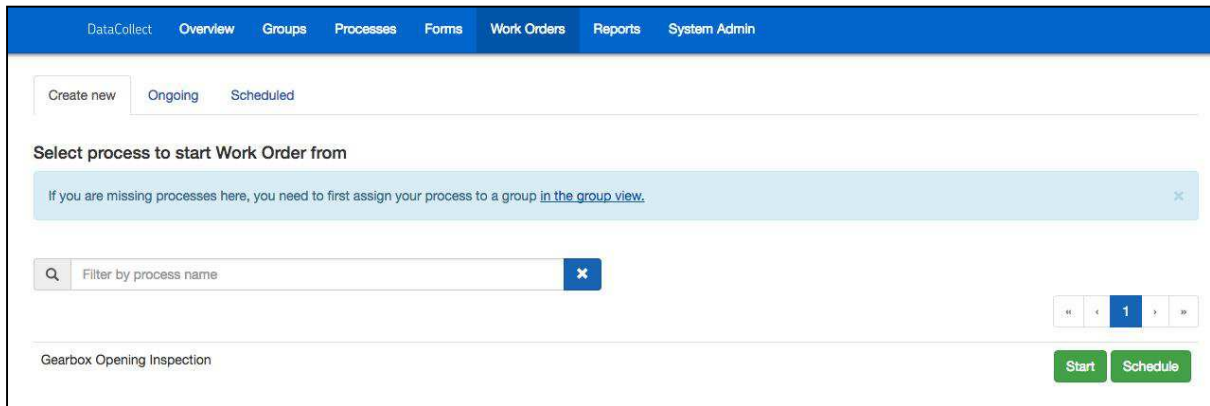 DataCollect Overview Groups Processes Forms Work Orders Reports System Admin
Create new Ongoing Scheduled
Select process to start Work Order from
If you are missing processes here, you need to first assign your process to a group in the group view. ×
Filter by process name ×
« ‹ 1 › »
Gearbox Opening Inspection Start Schedule